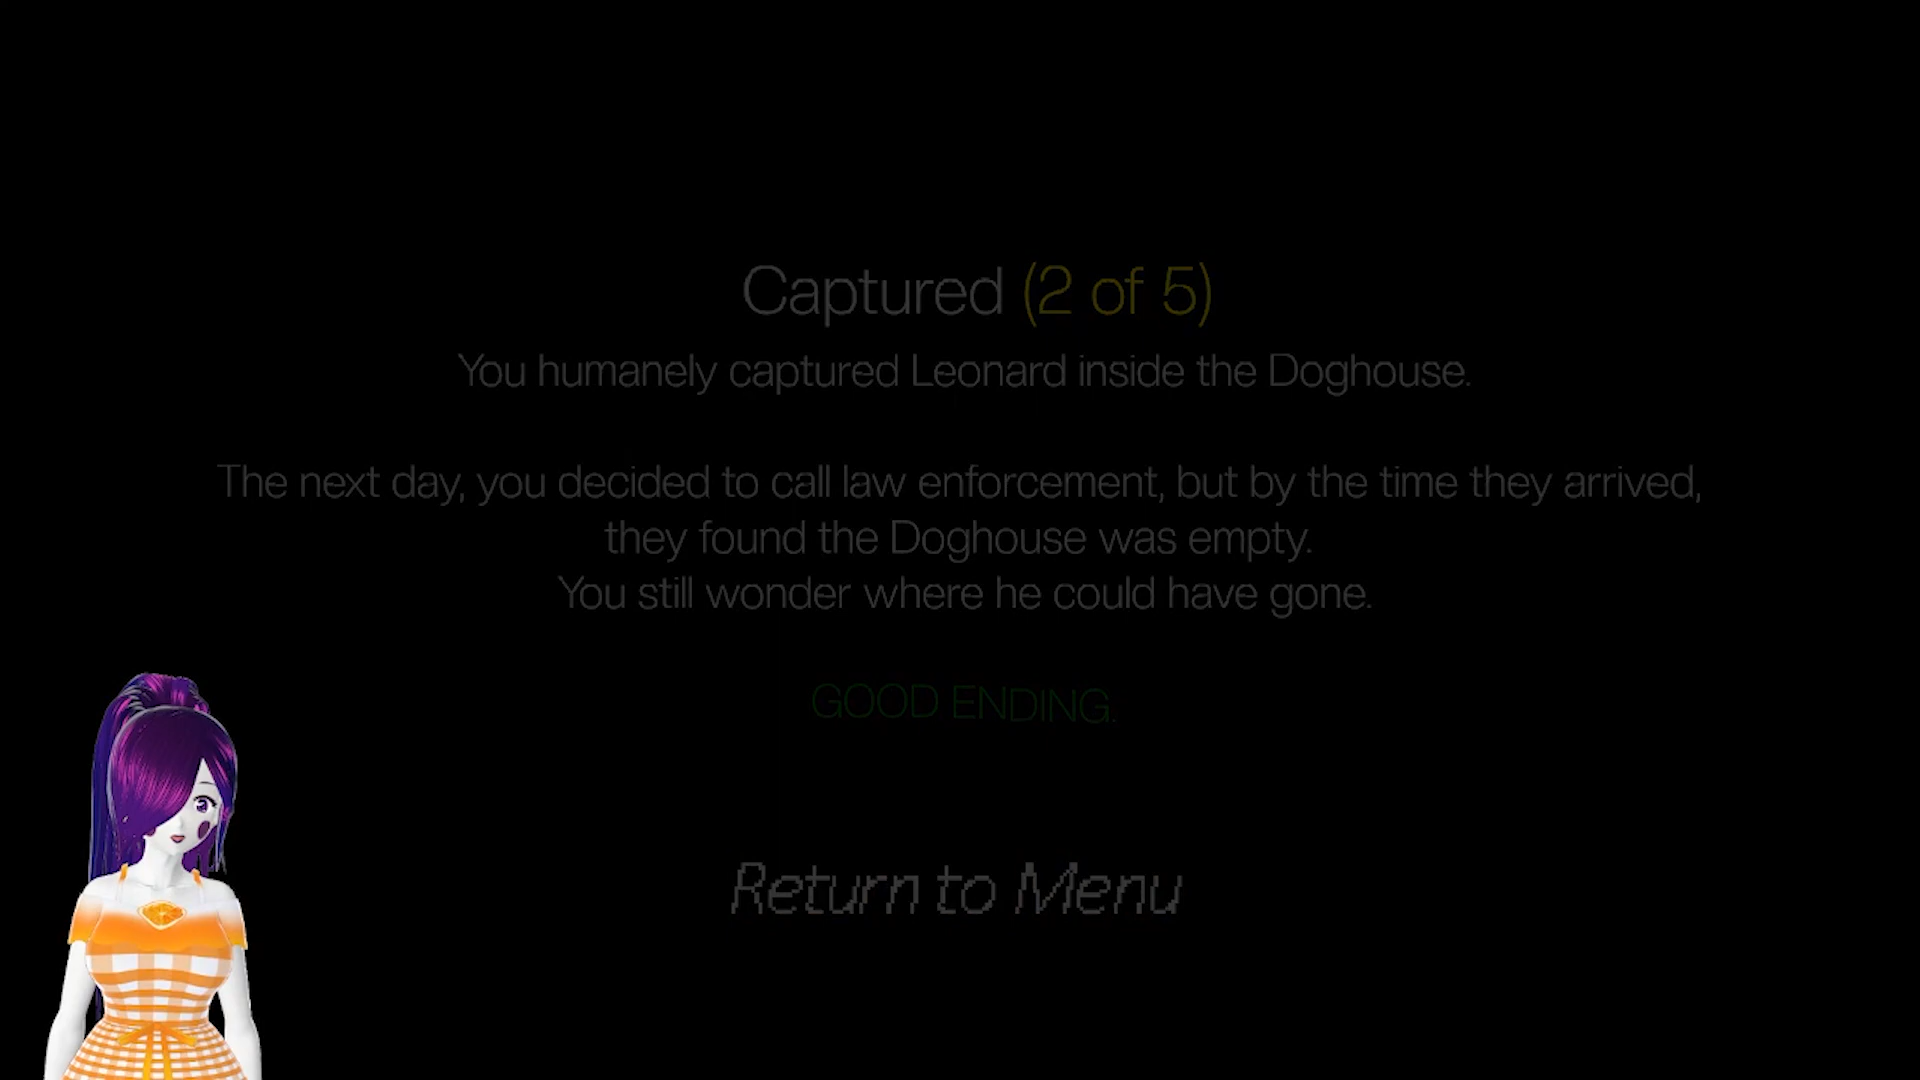 Captured (2 of 5)
You humanely captured Leonard inside the Doghouse.
The next day, you decided to call law enforcement, but by the time they arrived,
they found the Doghouse was empty.
You still wonder where he could have gone.
GOOD ENDING.
Return to Menu